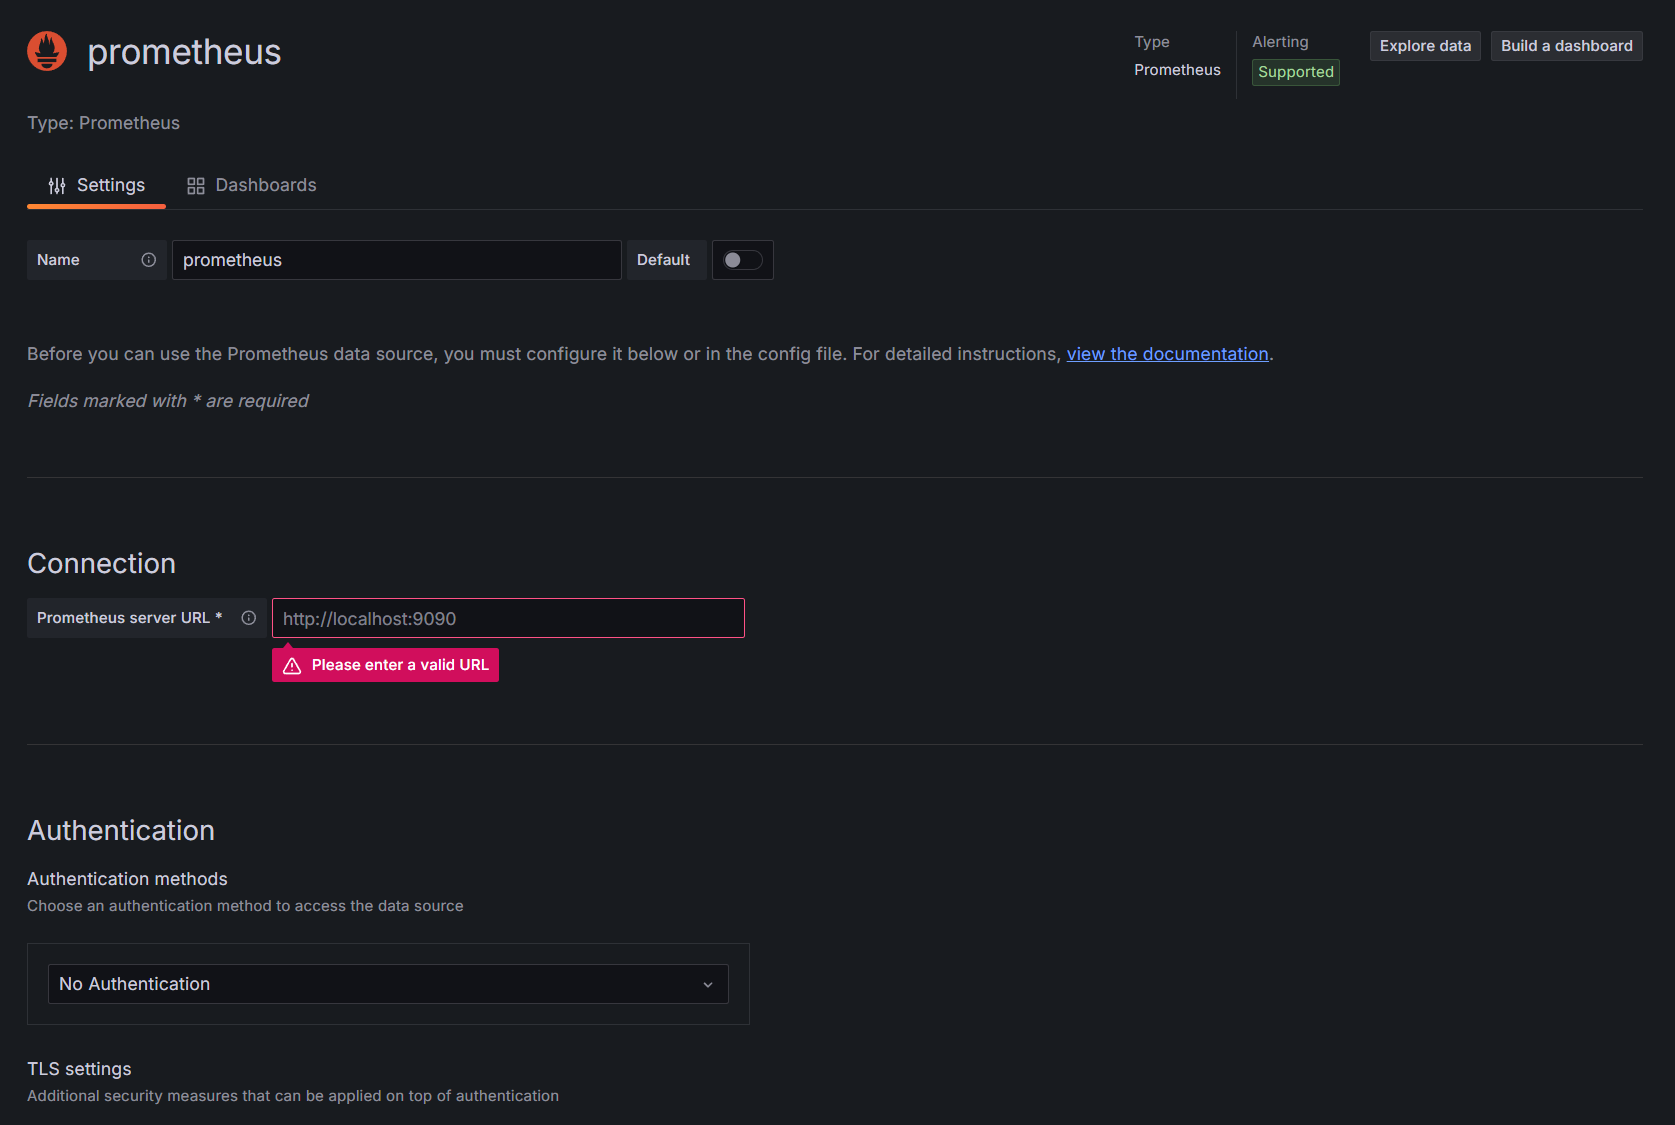 prometheus
Type
Prometheus
Alerting
Supported
Explore data
Build a dashboard
Type: Prometheus
Settings
Dashboards
Name
prometheus
Default
Before you can use the Prometheus data source, you must configure it below or in the config file. For detailed instructions, view the documentation.
Fields marked with * are required
Connection
Prometheus server URL *
http://localhost:9090
Please enter a valid URL
Authentication
Authentication methods
Choose an authentication method to access the data source
No Authentication
TLS settings
Additional security measures that can be applied on top of authentication